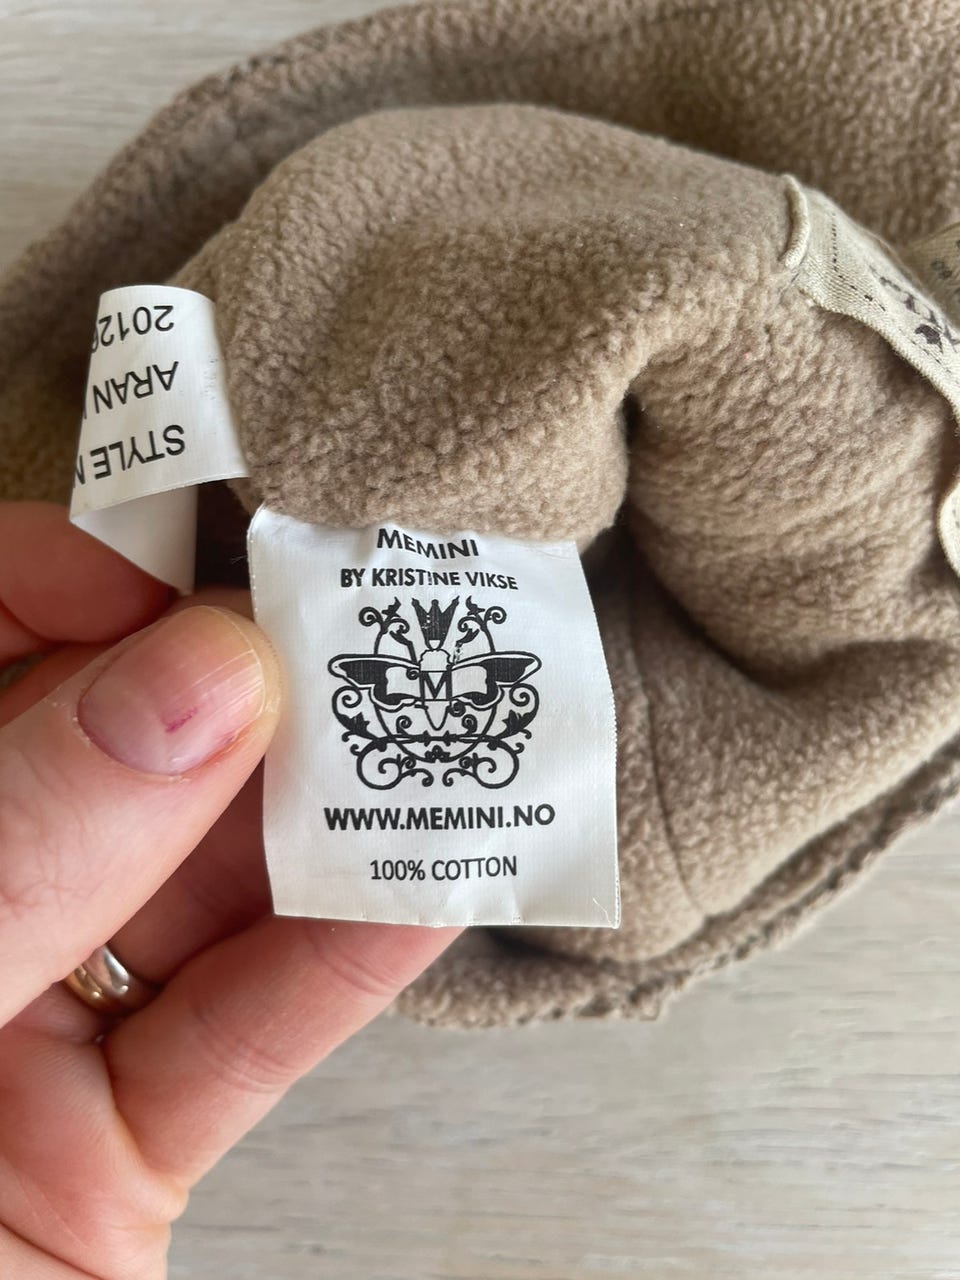 MEMINI
BY KRISTINE VIKSE
M
WWW.MEMINI.NO
100% COTTON
STYLE N
ARAN
2012